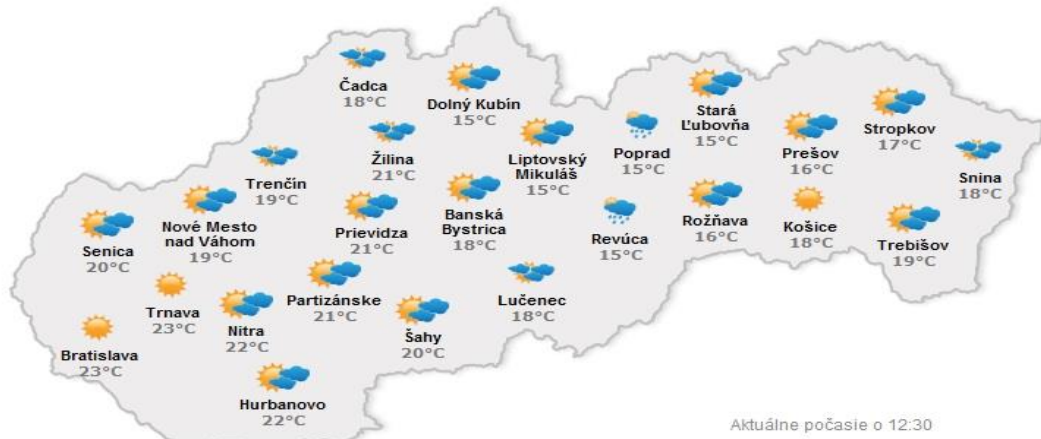 Čadca
18°C
Dolný Kubín
15°C
Stará
Ľubovňa
15°C
Stropkov
17°C
Žilina
21°C
Liptovský
Mikuláš
15°C
Poprad
15°C
Prešov
16°C
Snina
18°C
Trenčín
19°C
Nové Mesto
nad Váhom
19°C
Prievidza
21°C
Banská
Bystrica
18°C
Revúca
15°C
Rožňava
16°C
Košice
18°C
Trebišov
19°C
Senica
20°C
Trnava
23°C
Partizánske
21°C
Lučenec
18°C
Nitra
22°C
Šahy
20°C
Bratislava
23°C
Hurbanovo
22°C
Aktuálne počasie o 12:30